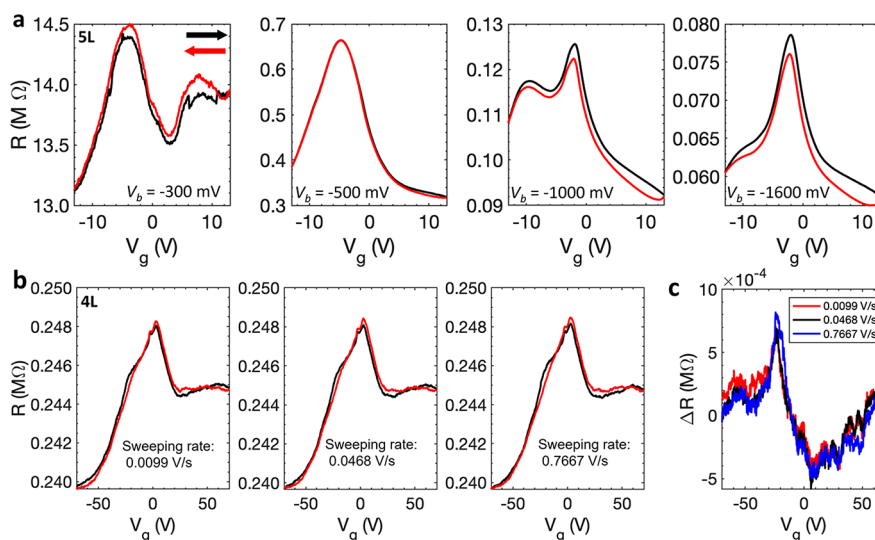 a
5L
R (M Ω)
14.5
14.0
13.5
13.0
V_b = -300 mV
-10
0
10
V_g (V)
0.7
0.6
0.5
0.4
0.3
V_b = -500 mV
-10
0
10
V_g (V)
0.13
0.12
0.11
0.10
0.09
V_b = -1000 mV
-10
0
10
V_g (V)
0.080
0.075
0.070
0.065
0.060
V_b = -1600 mV
-10
0
10
V_g (V)
b
4L
R (MΩ)
0.250
0.248
0.246
0.244
0.242
0.240
Sweeping rate:
0.0099 V/s
-50
0
50
V_g (V)
0.250
0.248
0.246
0.244
0.242
0.240
Sweeping rate:
0.0468 V/s
-50
0
50
V_g (V)
0.250
0.248
0.246
0.244
0.242
0.240
Sweeping rate:
0.7667 V/s
-50
0
50
V_g (V)
c
×10⁻⁴
ΔR (MΩ)
10
5
0
-5
0.0099 V/s
0.0468 V/s
0.7667 V/s
-50
0
50
V_g (V)